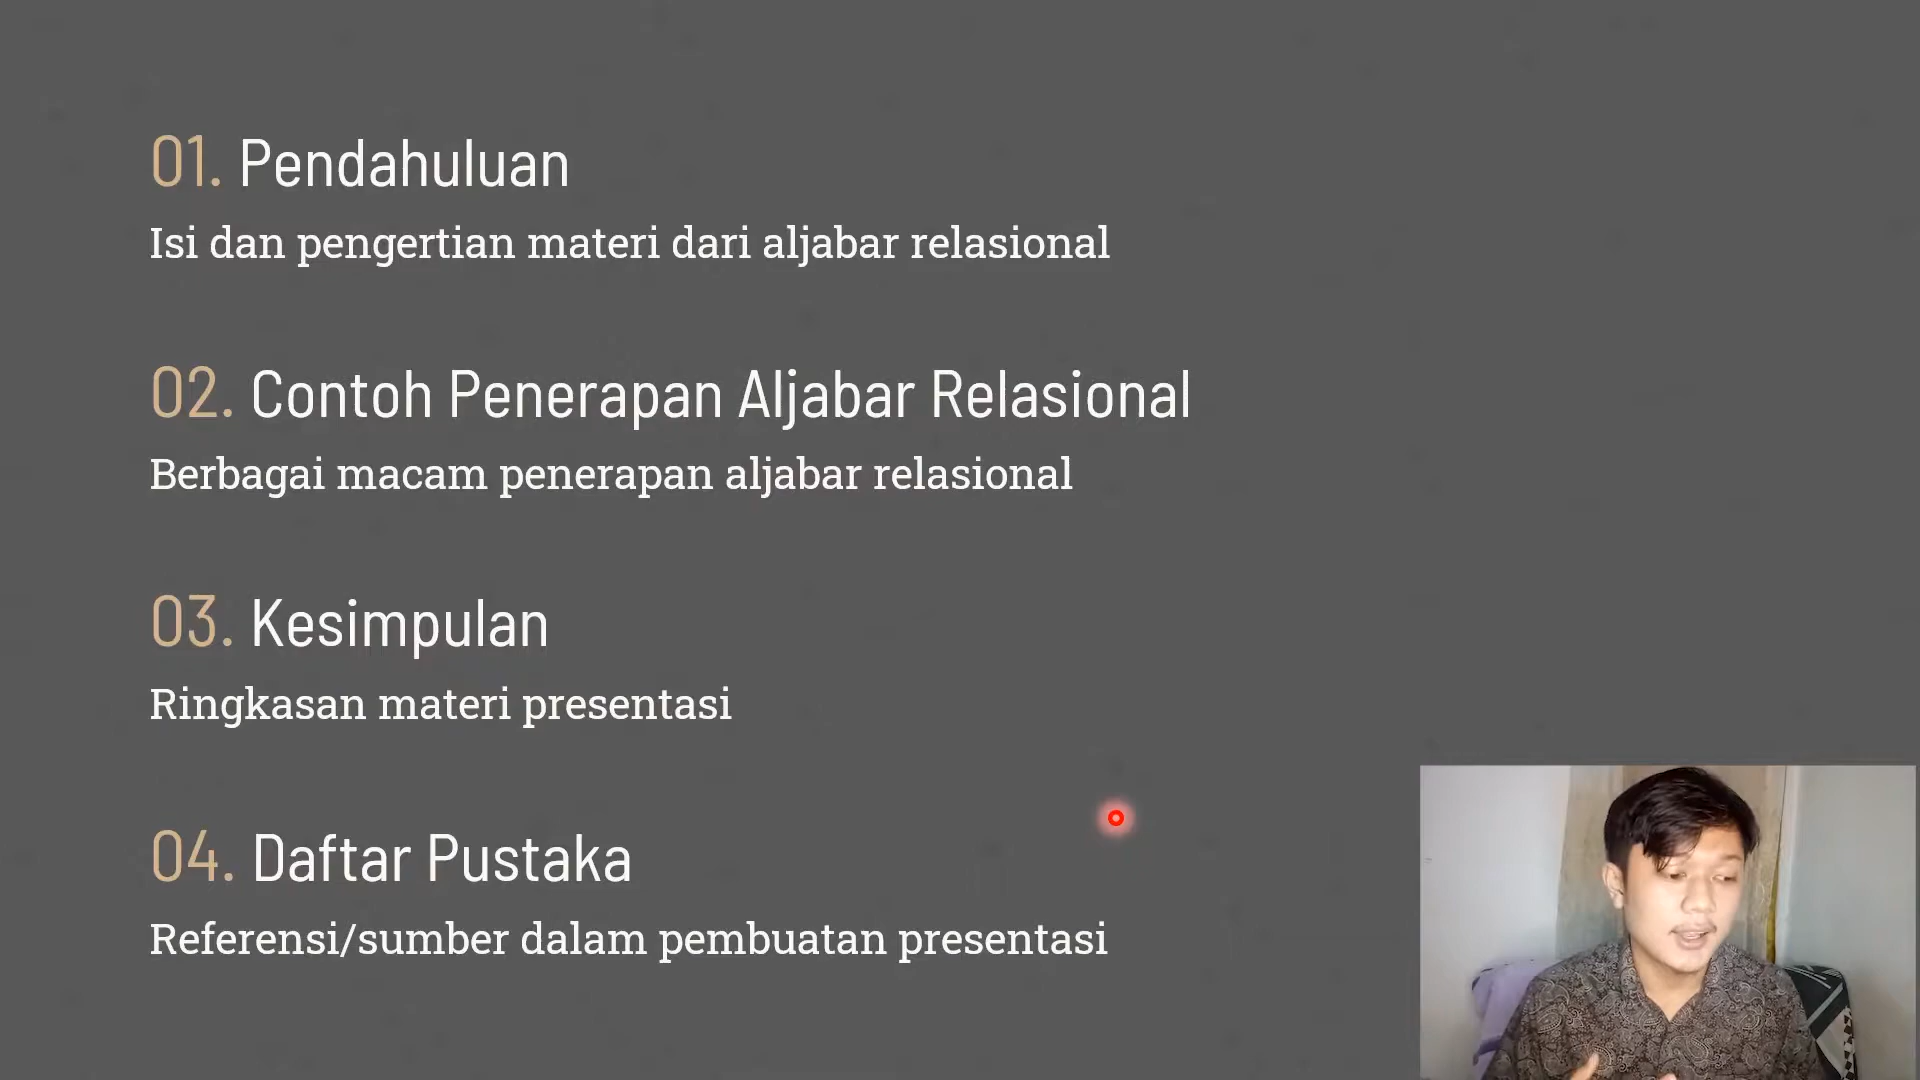 01. Pendahuluan
Isi dan pengertian materi dari aljabar relasional
02. Contoh Penerapan Aljabar Relasional
Berbagai macam penerapan aljabar relasional
03. Kesimpulan
Ringkasan materi presentasi
04. Daftar Pustaka
Referensi/sumber dalam pembuatan presentasi